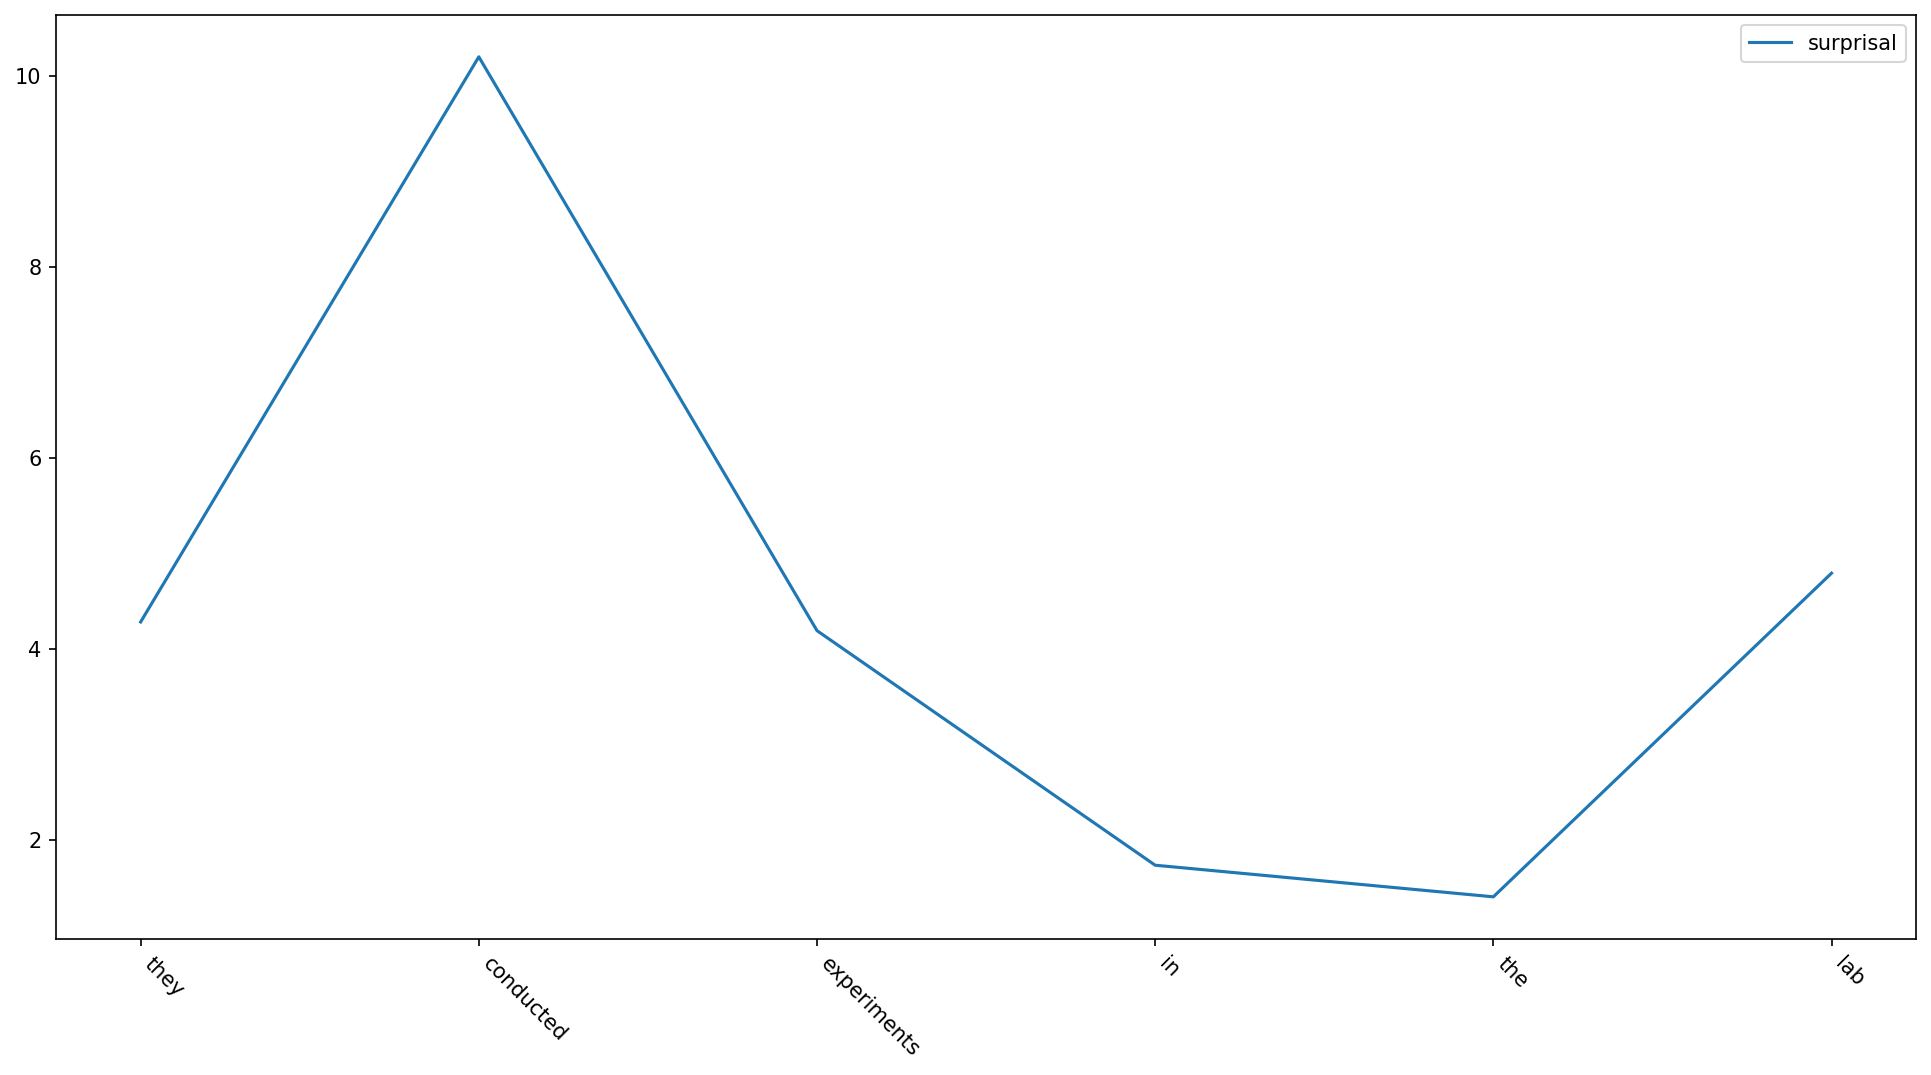 surprisal
10
8
6
4
2
they
conducted
experiments
in
the
lab